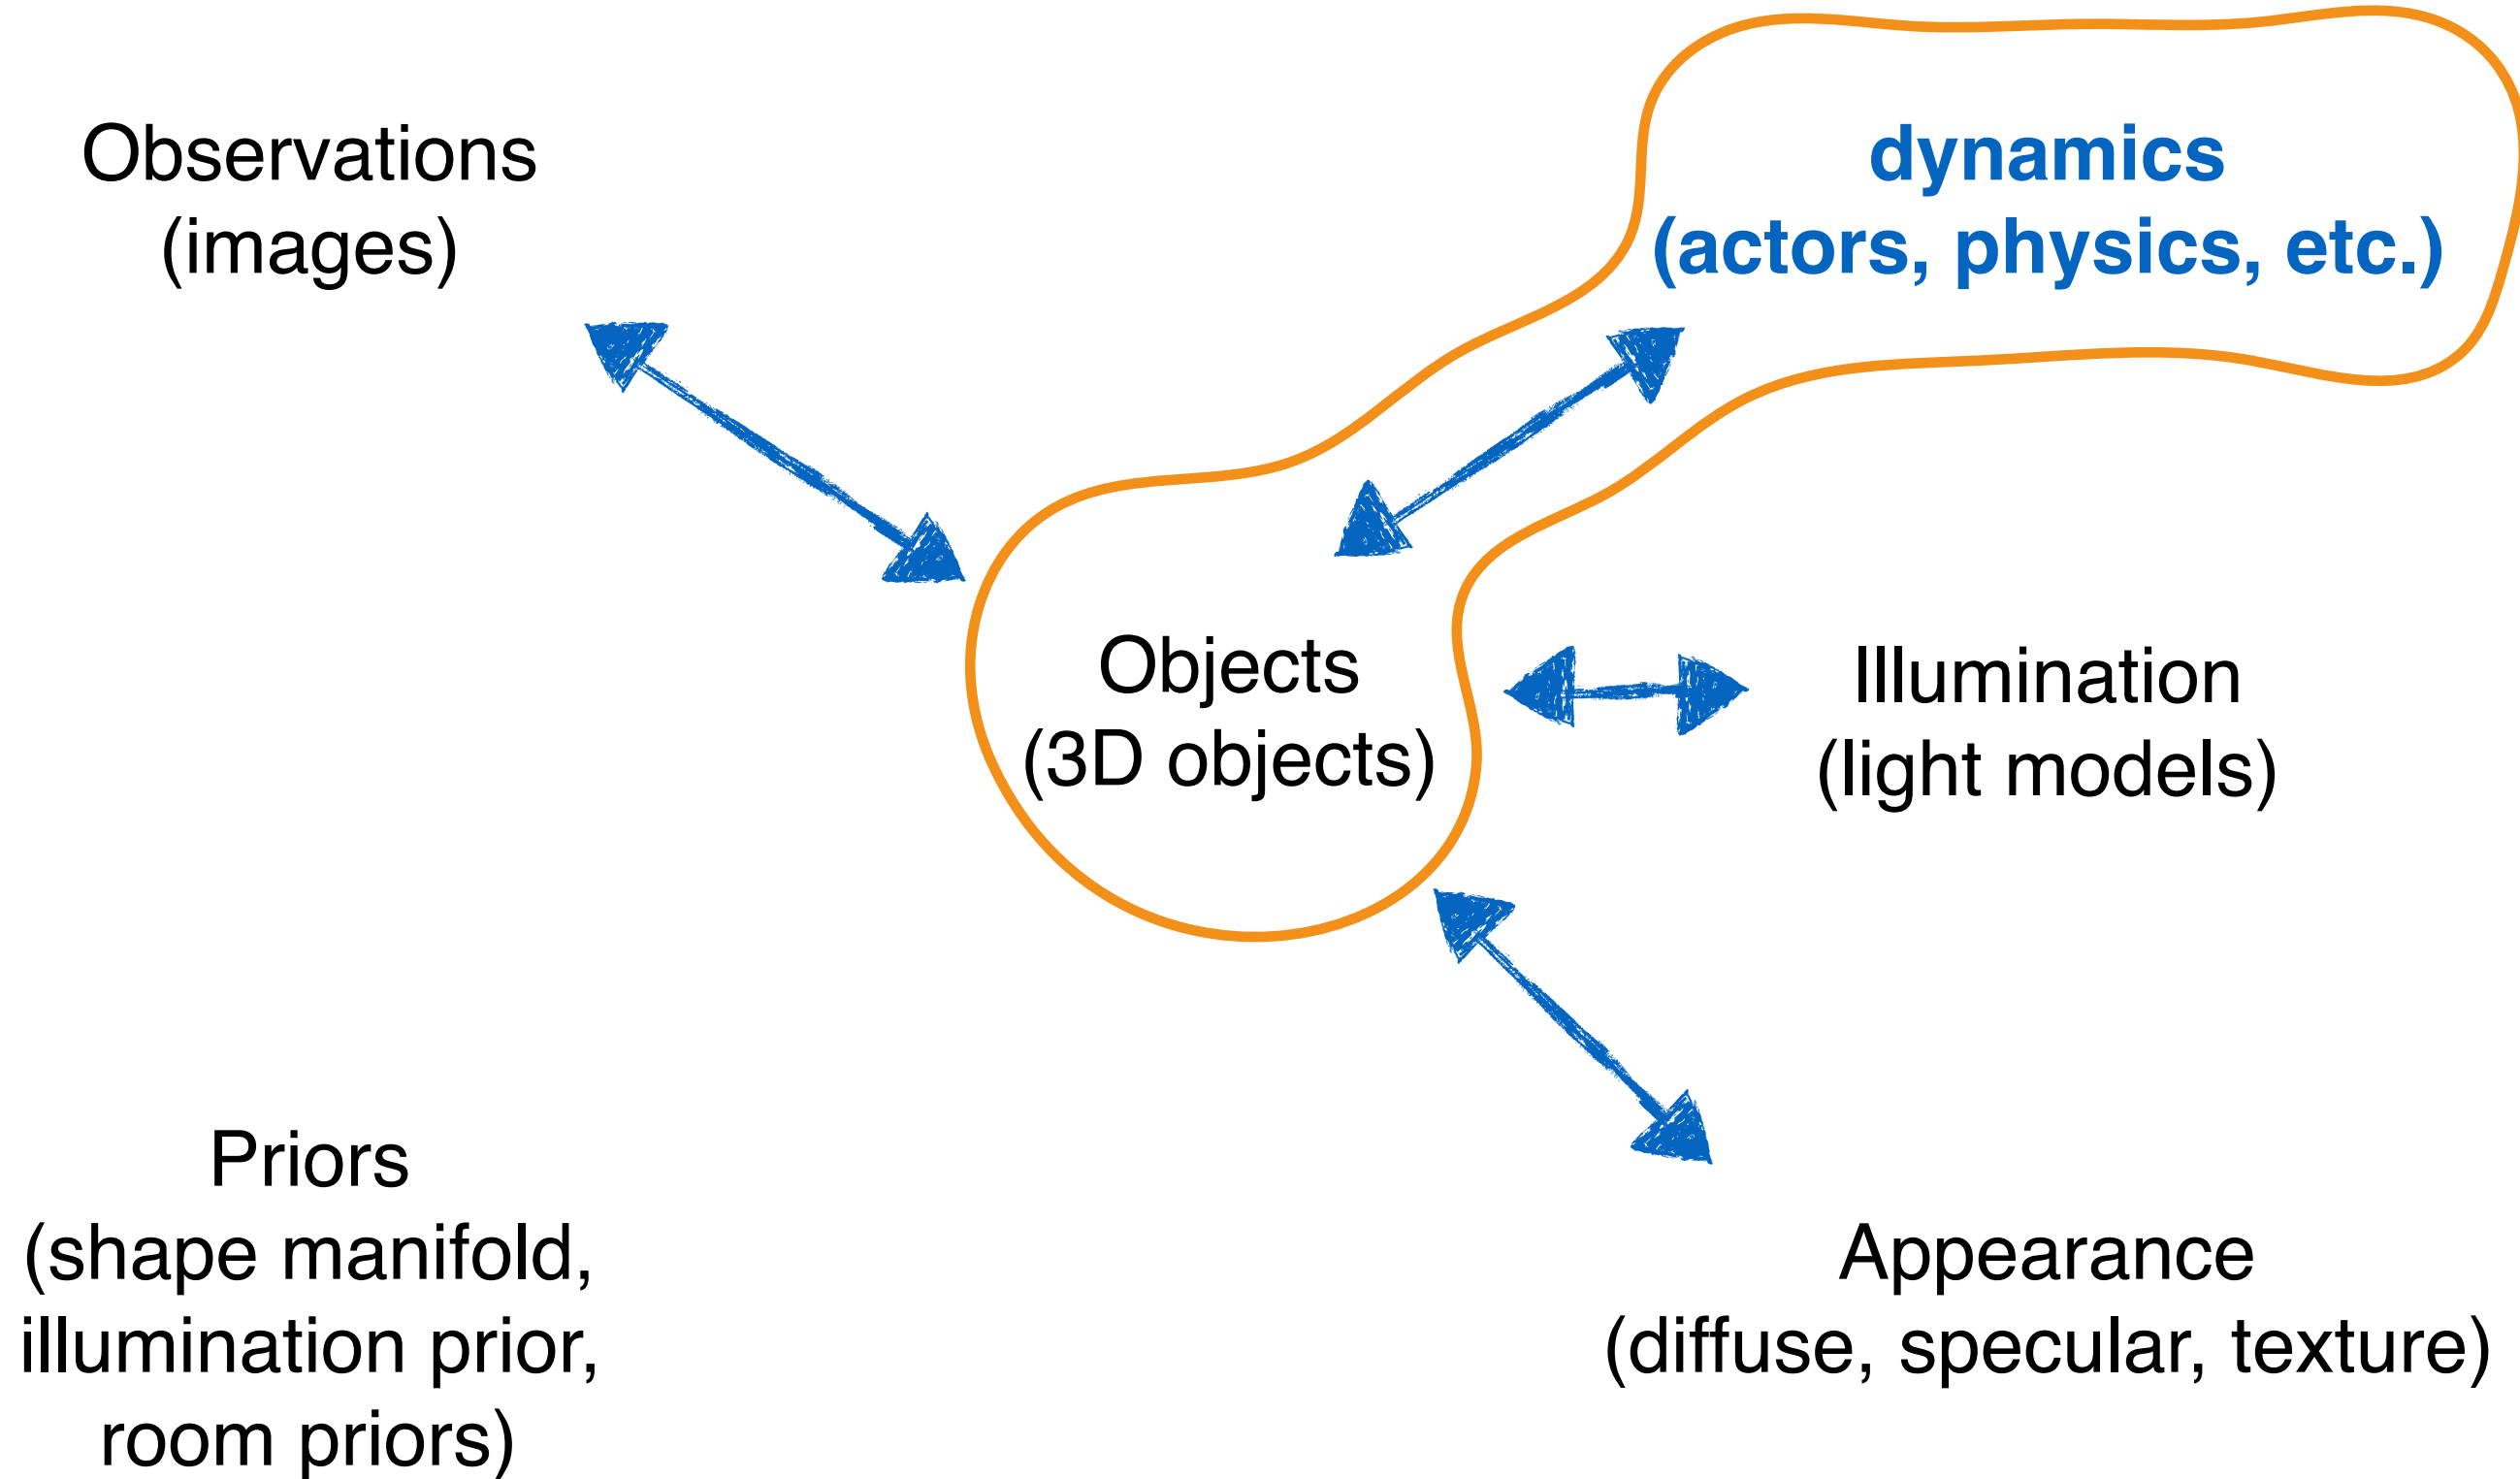 Observations
(images)
dynamics
(actors, physics, etc.)
Objects
(3D objects)
Illumination
(light models)
Priors
(shape manifold,
illumination prior,
room priors)
Appearance
(diffuse, specular, texture)